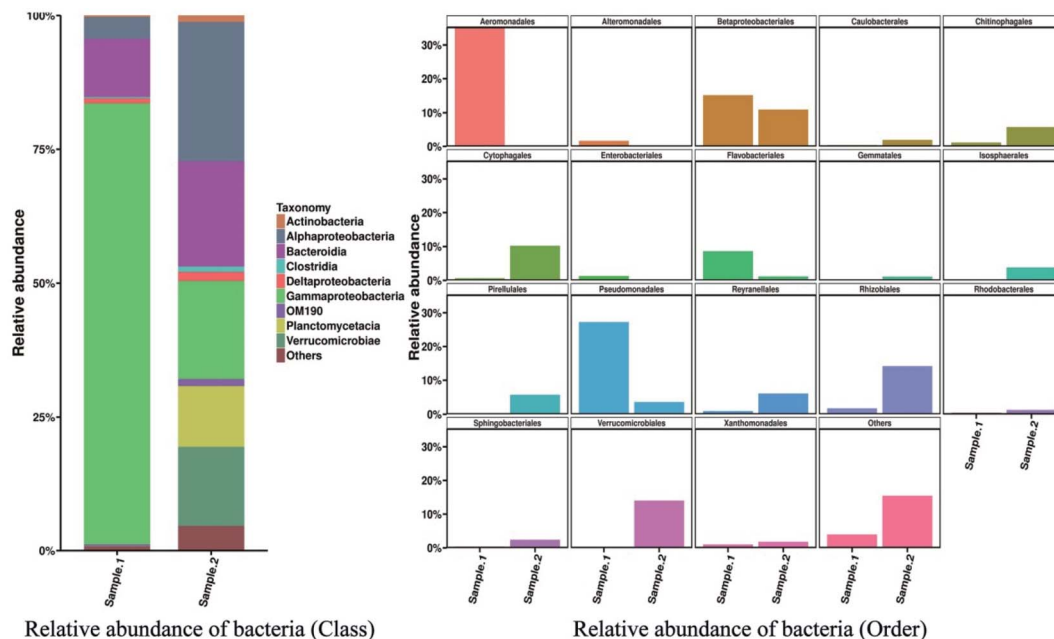 100%
75%
50%
25%
0%
Relative abundance
Sample.1
Sample.2
Taxonomy
Actinobacteria
Alphaproteobacteria
Bacteroidia
Clostridia
Deltaproteobacteria
Gammaproteobacteria
OM190
Planctomycetacia
Verrucomicrobiae
Others
Relative abundance of bacteria (Class)
Relative abundance
Relative abundance
Aeromonadales
Alteromonadales
Betaproteobacteriales
Caulobacterales
Chitinophagales
30%
20%
10%
0%
Cytophagales
Enterobacteriales
Flavobacteriales
Gemmatales
Isosphaerales
30%
20%
10%
0%
Pirellulales
Pseudomonadales
Reyranellales
Rhizobiales
Rhodobacterales
30%
20%
10%
0%
Sphingobacteriales
Verrucomicrobiales
Xanthomonadales
Others
30%
20%
10%
0%
Sample.1
Sample.2
Sample.1
Sample.2
Sample.1
Sample.2
Sample.1
Sample.2
Sample.1
Sample.2
Relative abundance of bacteria (Order)